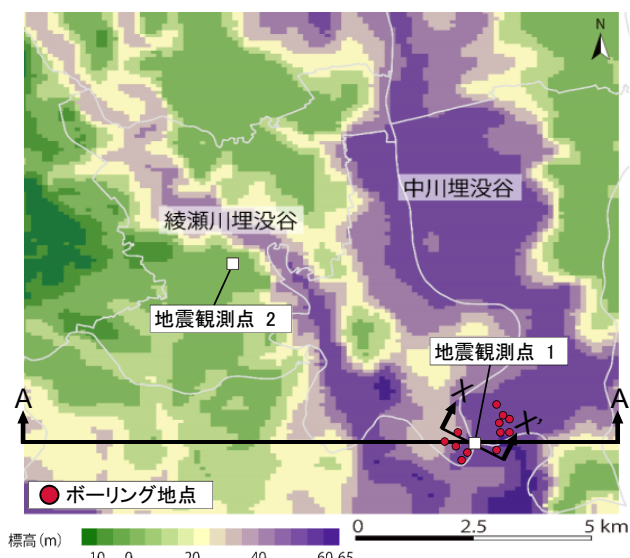 N
中川埋没谷
綾瀬川埋没谷
地震観測点 2
地震観測点 1
X
X'
A
A
ボーリング地点
0
2.5
5 km
標高(m)
-10 0 20 40 60 65